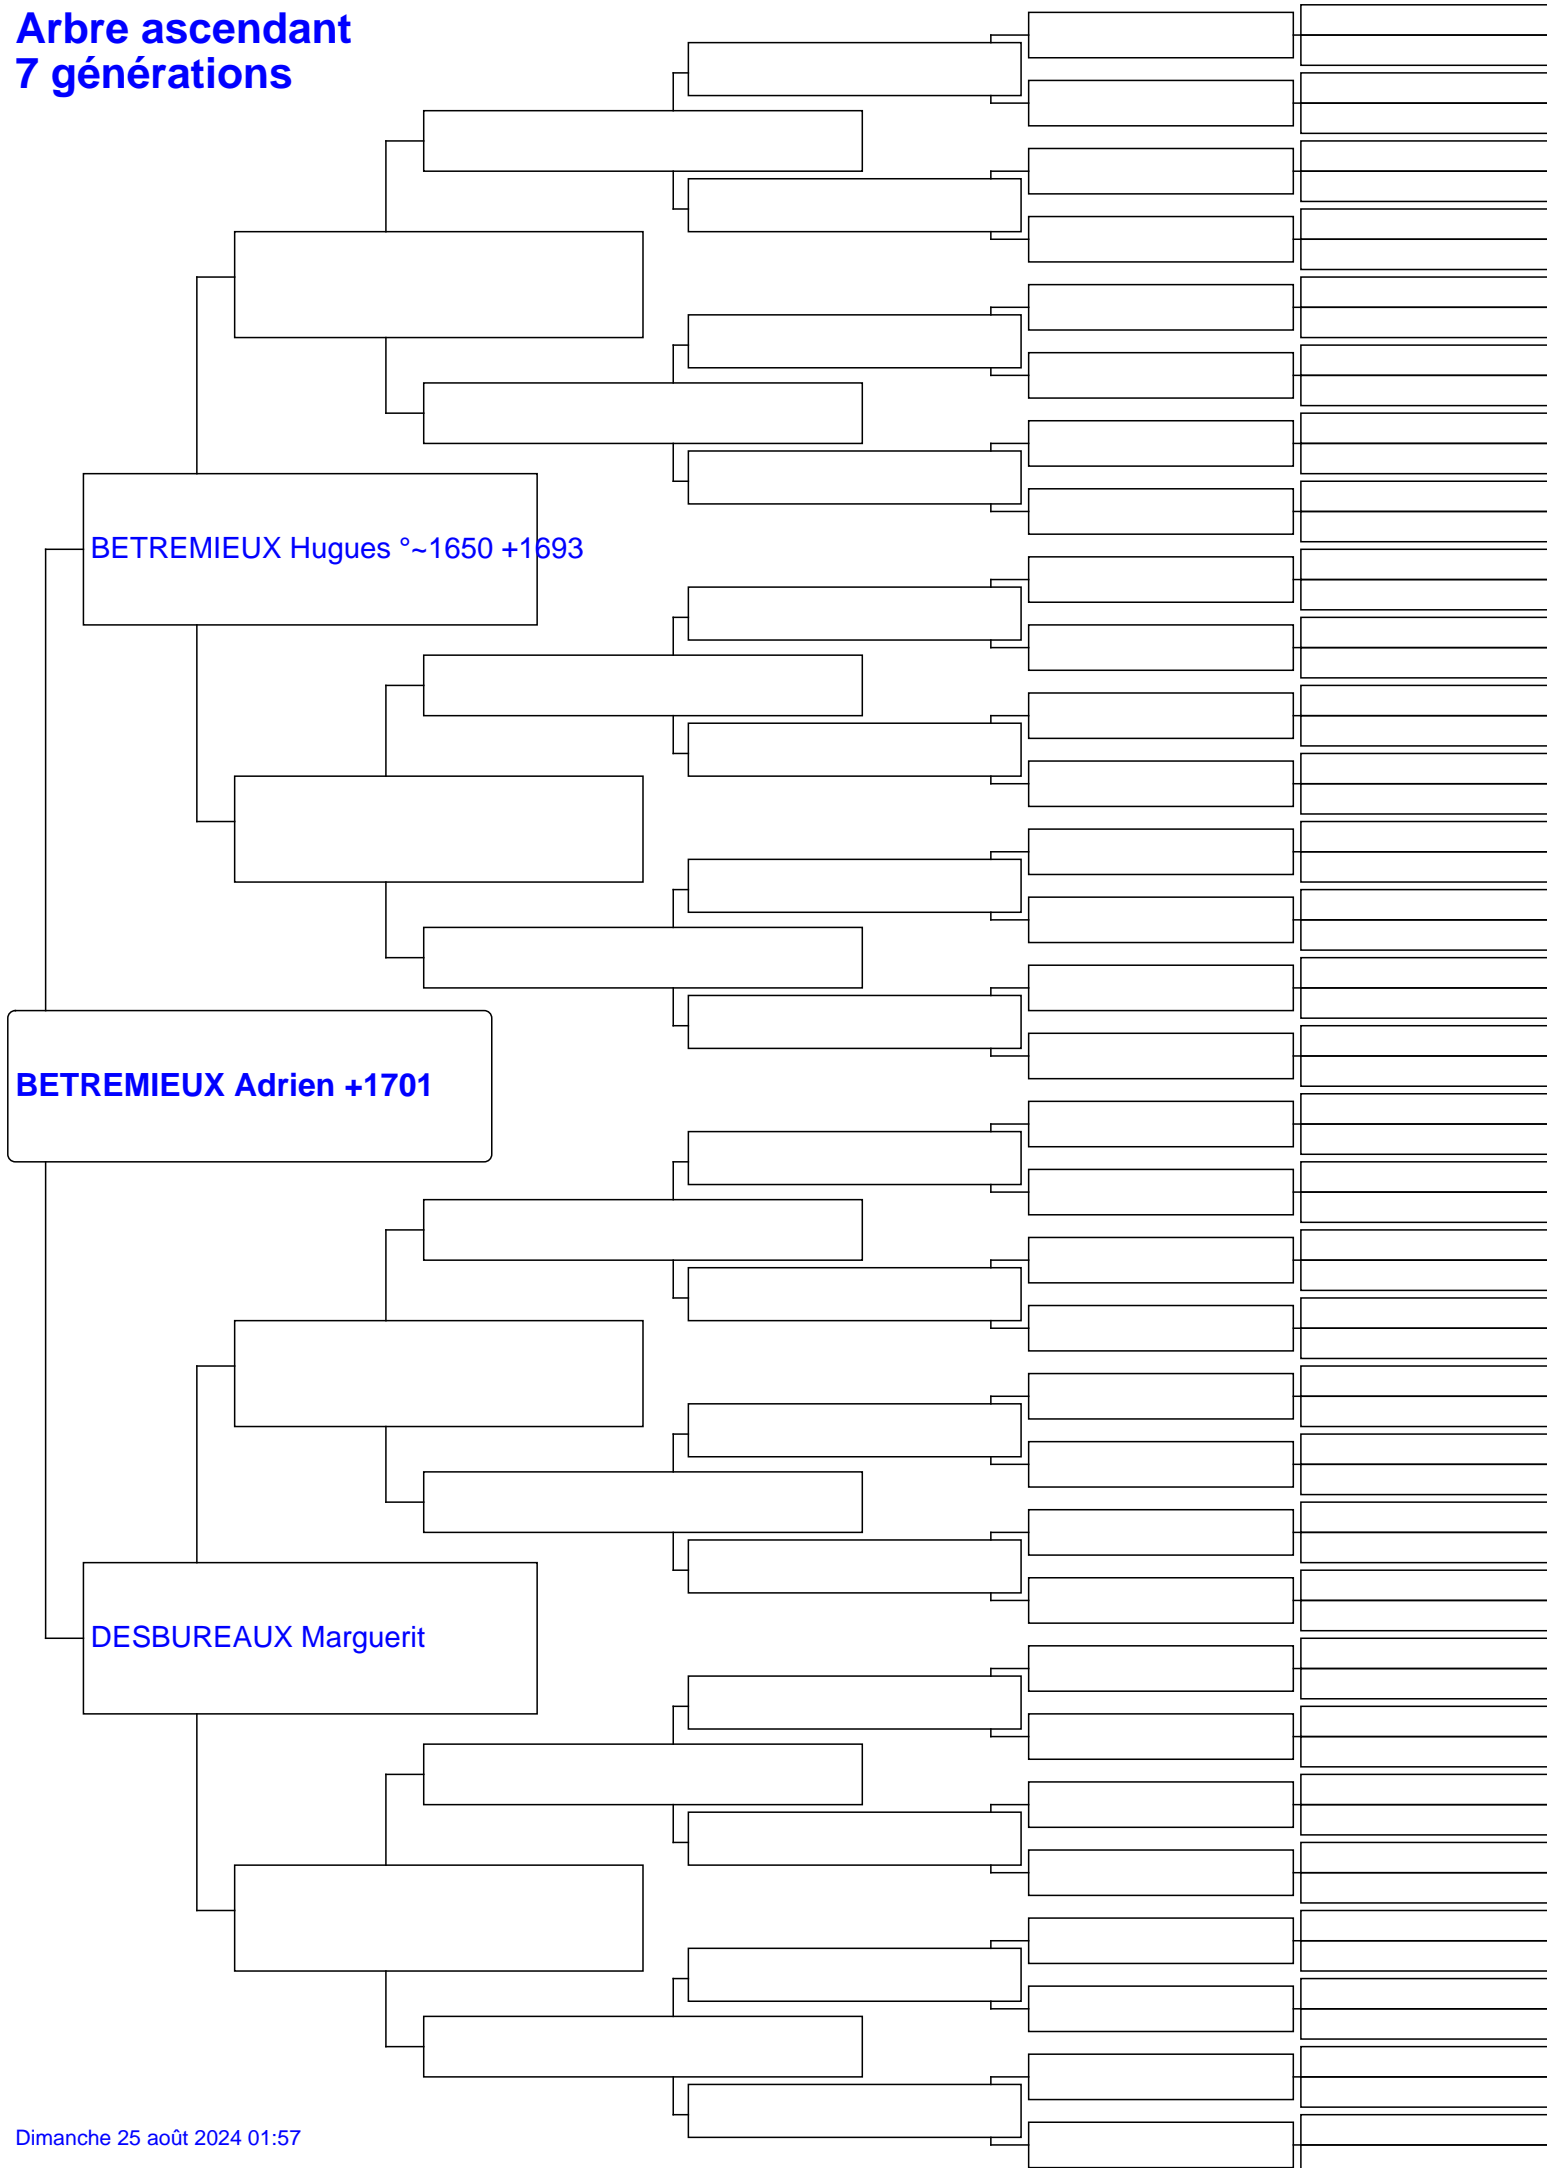 Arbre ascendant
7 générations
BETREMIEUX Hugues °~1650 +1693
BETREMIEUX Adrien +1701
DESBUREAUX Marguerit
Dimanche 25 août 2024 01:57